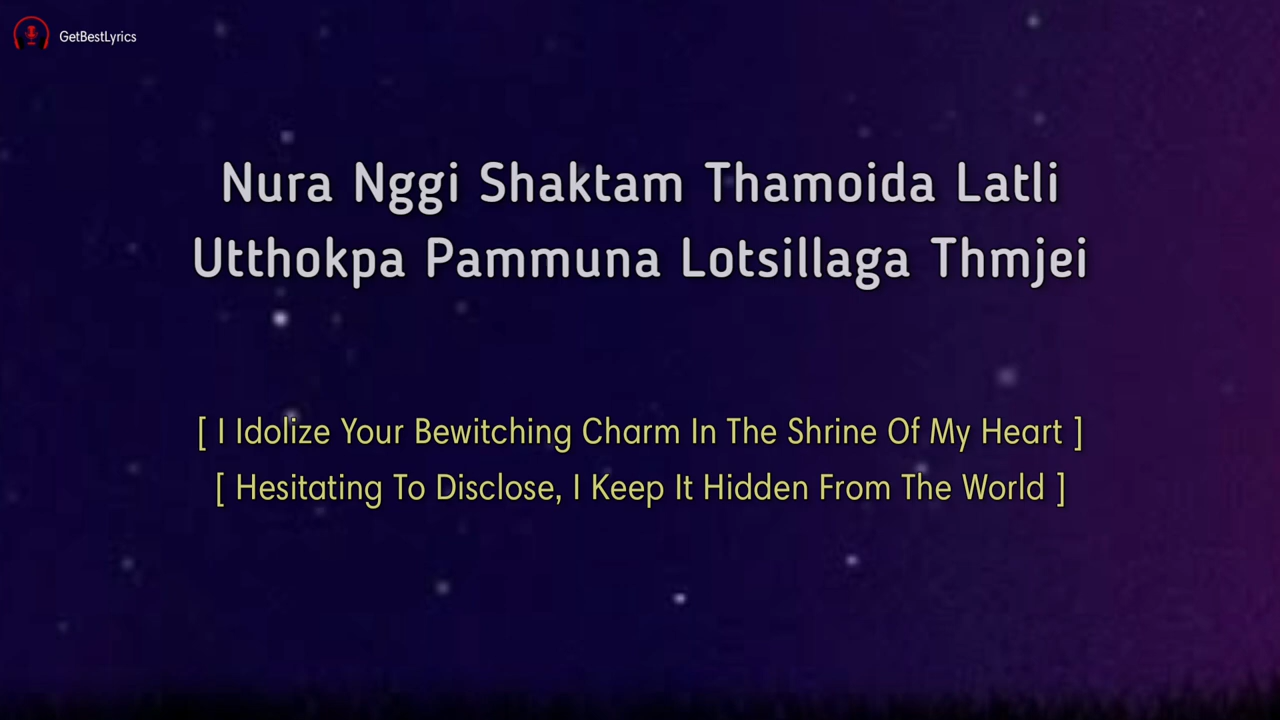 GetBestLyrics
Nura Nggi Shaktam Thamoida Latli
Utthokpa Pammuna Lotsillaga Thmjei
[ I Idolize Your Bewitching Charm In The Shrine Of My Heart ]
[ Hesitating To Disclose, I Keep It Hidden From The World ]